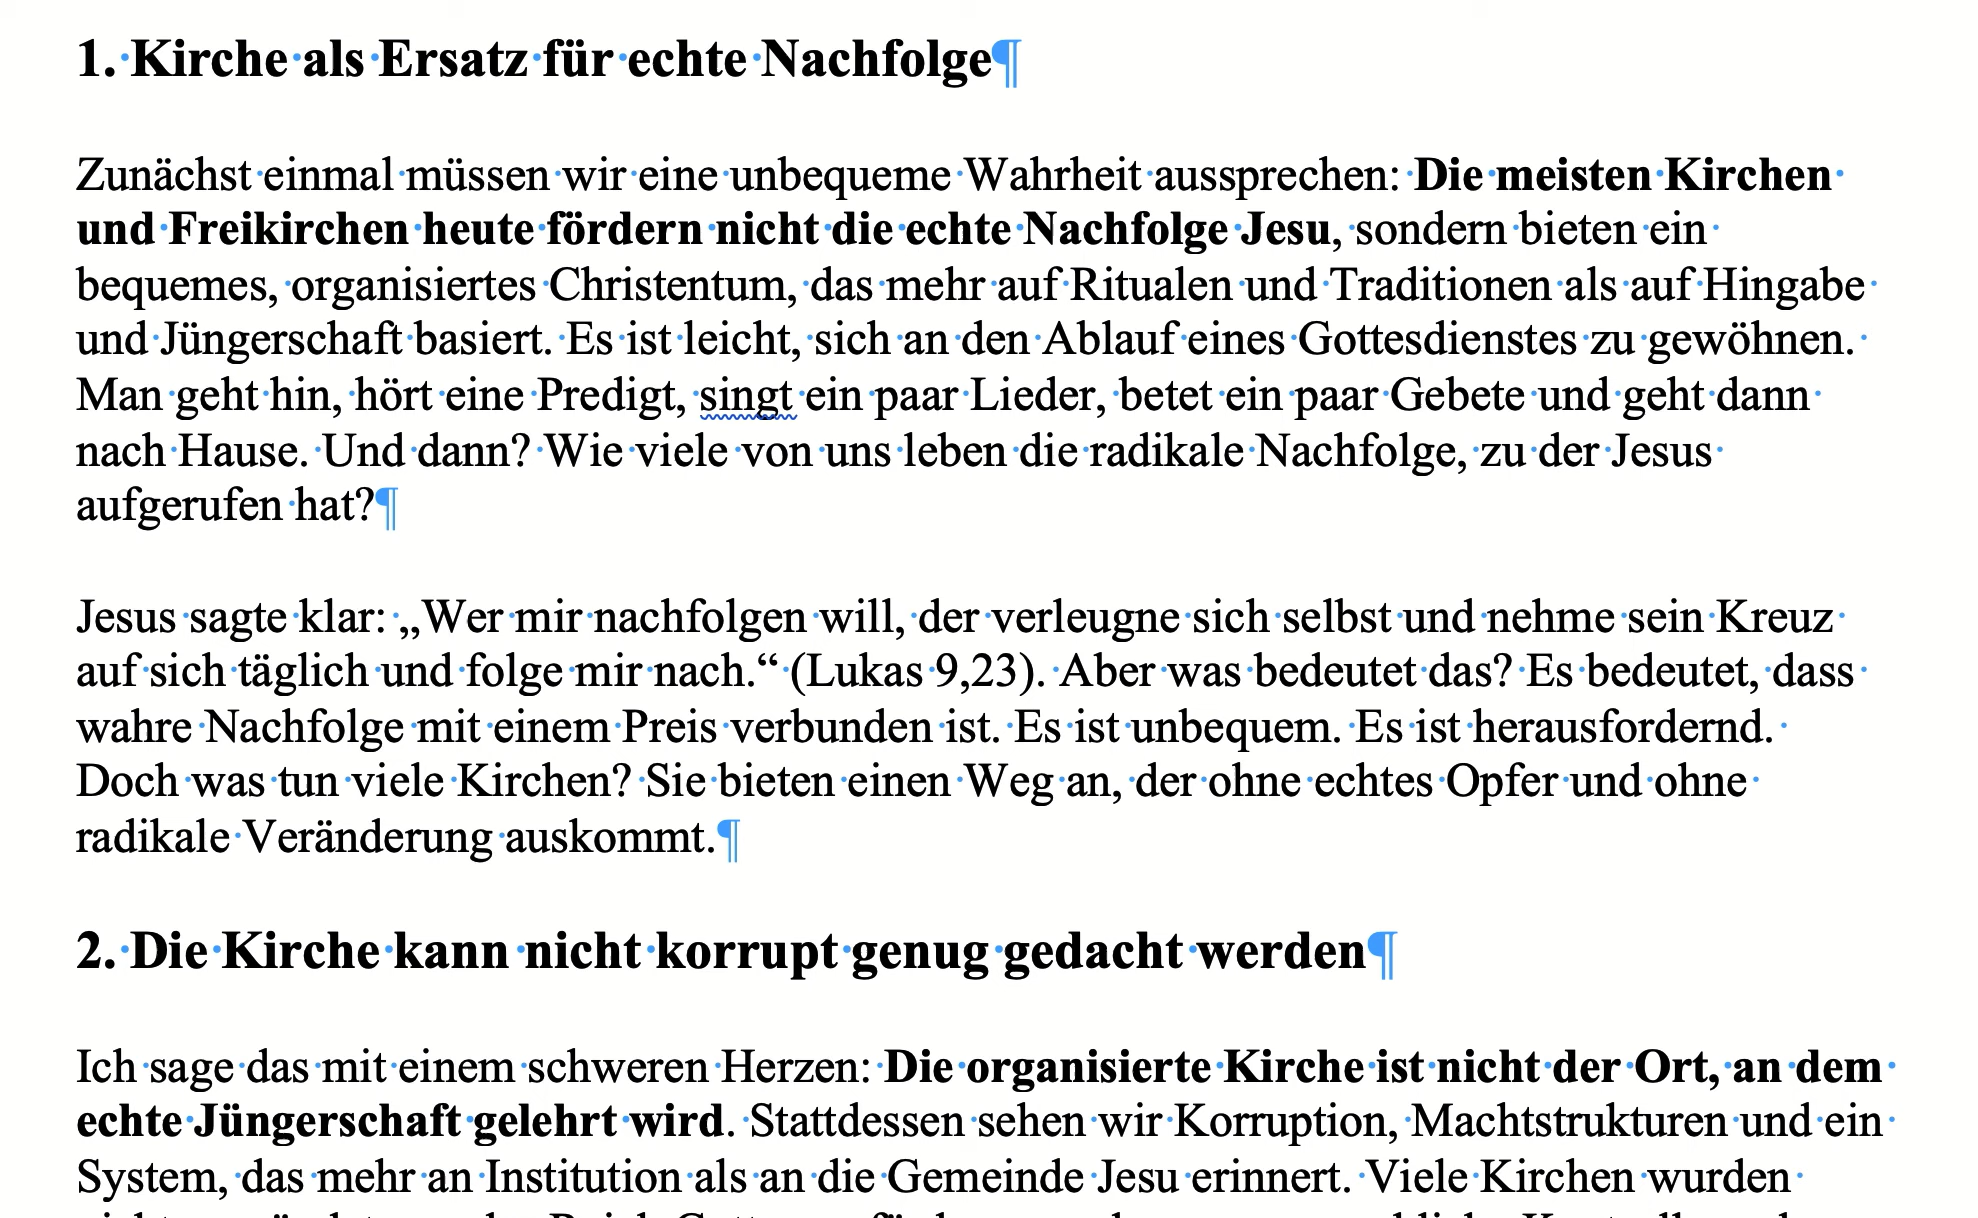 1. Kirche als Ersatz für echte Nachfolge¶
Zunächst einmal müssen wir eine unbequeme Wahrheit aussprechen: Die meisten Kirchen
und Freikirchen heute fördern nicht die echte Nachfolge Jesu, sondern bieten ein
bequemes, organisiertes Christentum, das mehr auf Ritualen und Traditionen als auf Hingabe
und Jüngerschaft basiert. Es ist leicht, sich an den Ablauf eines Gottesdienstes zu gewöhnen.
Man geht hin, hört eine Predigt, singt ein paar Lieder, betet ein paar Gebete und geht dann
nach Hause. Und dann? Wie viele von uns leben die radikale Nachfolge, zu der Jesus
aufgerufen hat?¶
Jesus sagte klar: „Wer mir nachfolgen will, der verleugne sich selbst und nehme sein Kreuz
auf sich täglich und folge mir nach.“ (Lukas 9,23). Aber was bedeutet das? Es bedeutet, dass
wahre Nachfolge mit einem Preis verbunden ist. Es ist unbequem. Es ist herausfordernd.
Doch was tun viele Kirchen? Sie bieten einen Weg an, der ohne echtes Opfer und ohne
radikale Veränderung auskommt.¶
2. Die Kirche kann nicht korrupt genug gedacht werden¶
Ich sage das mit einem schweren Herzen: Die organisierte Kirche ist nicht der Ort, an dem
echte Jüngerschaft gelehrt wird. Stattdessen sehen wir Korruption, Machtstrukturen und ein
System, das mehr an Institution als an die Gemeinde Jesu erinnert. Viele Kirchen wurden